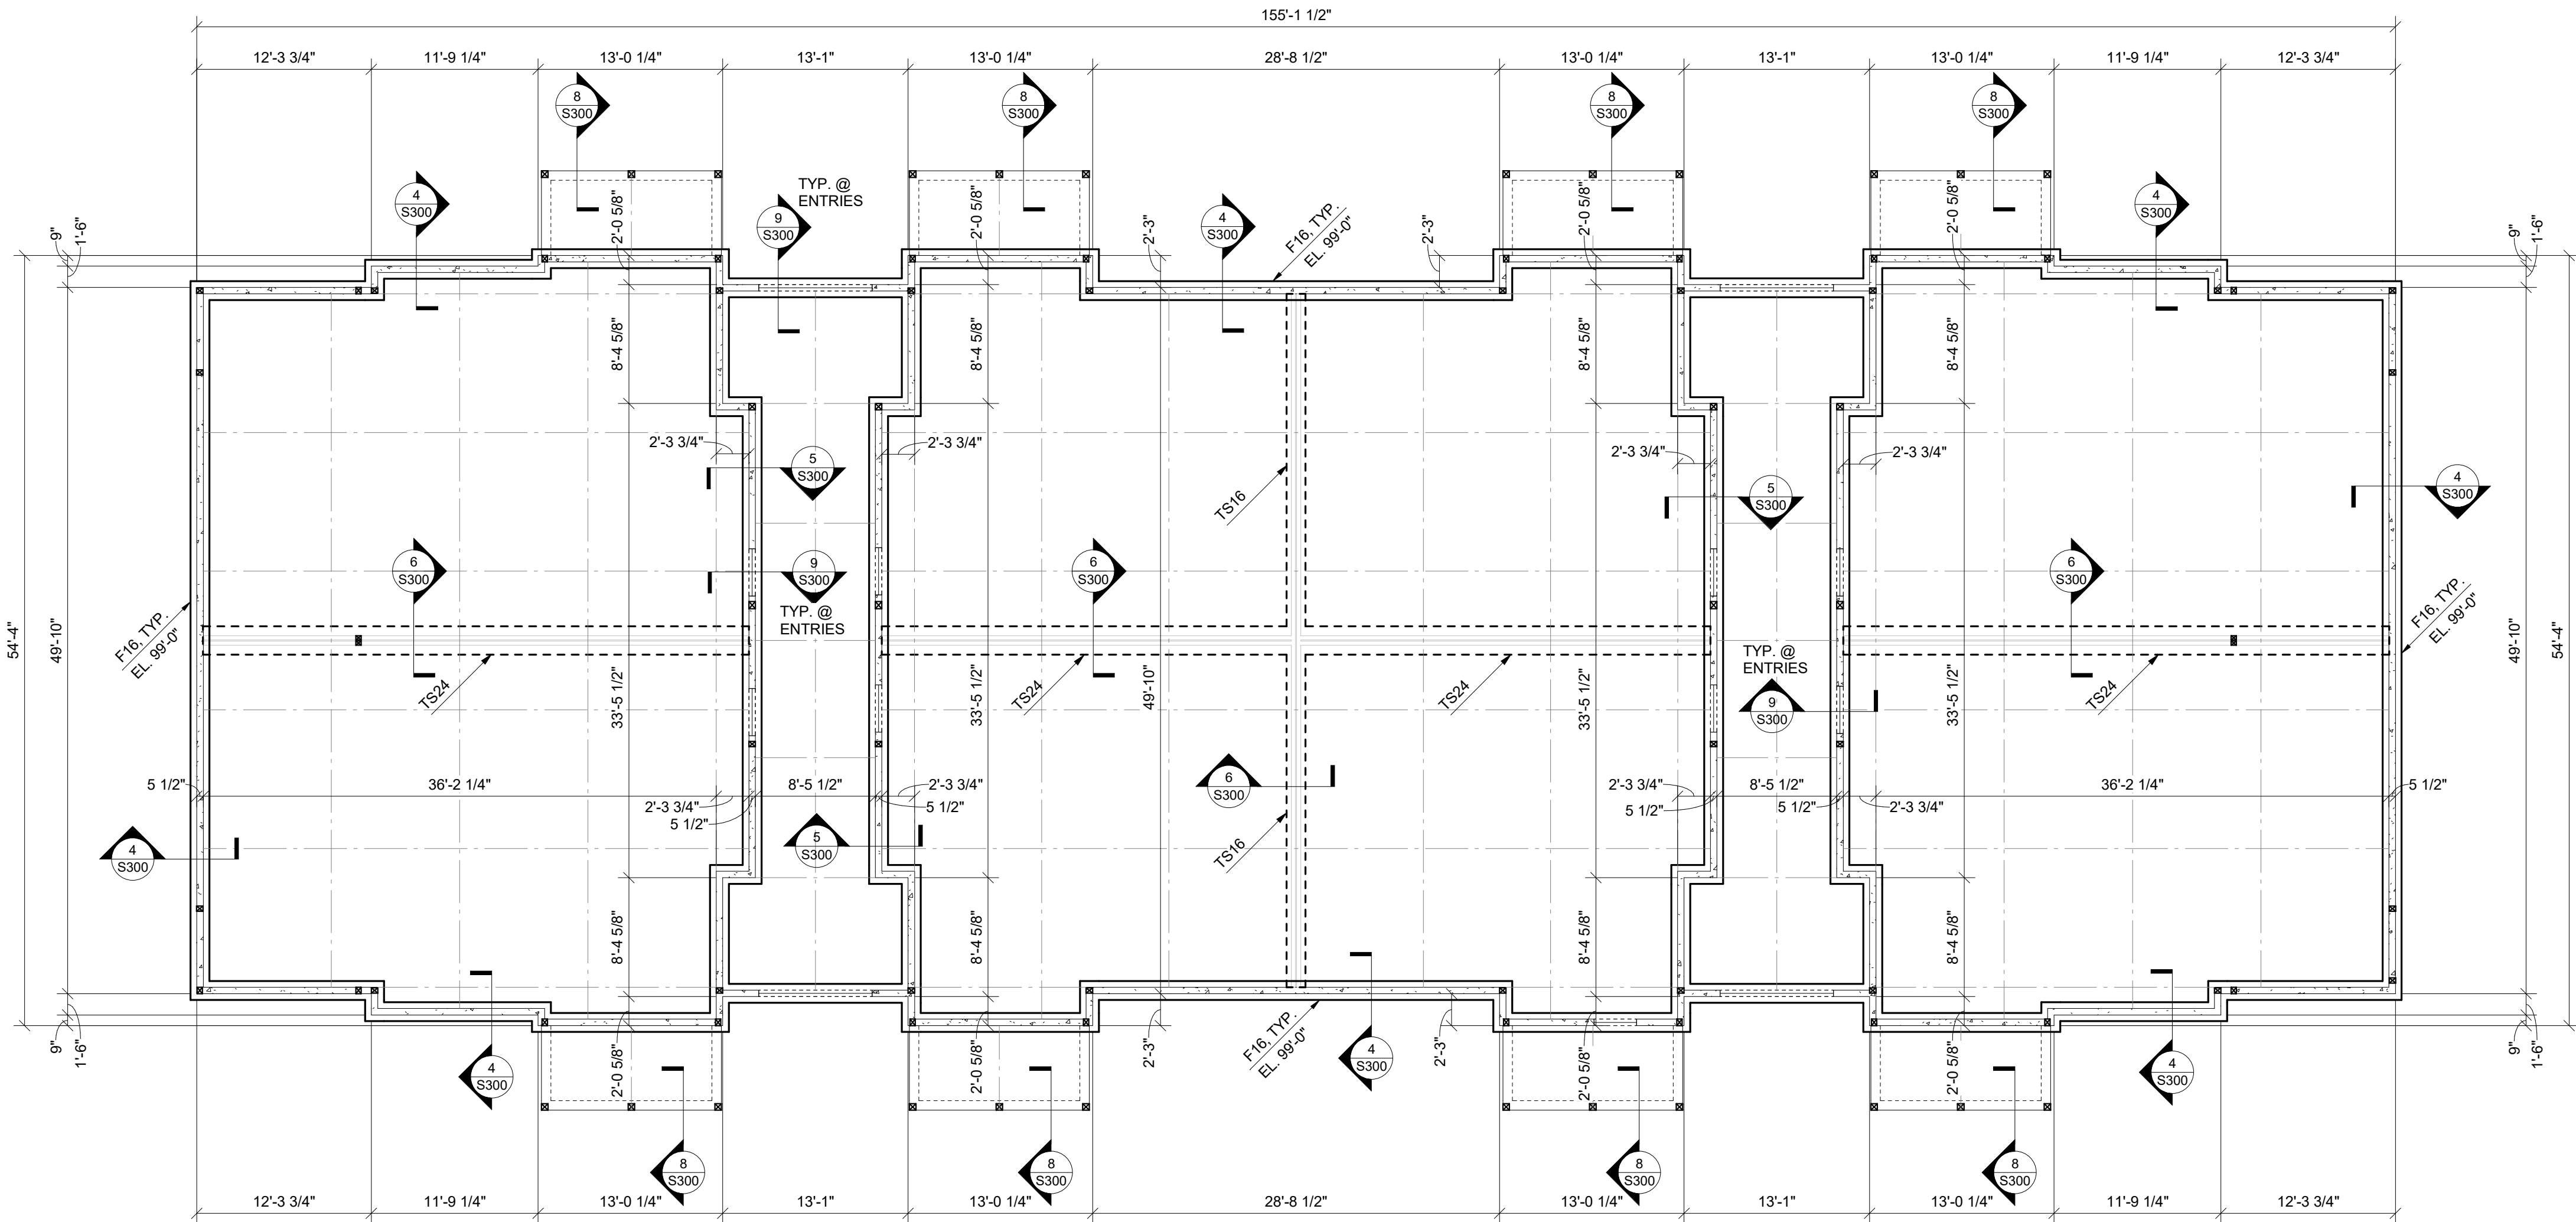 155'-1 1/2"
12'-3 3/4"
11'-9 1/4"
13'-0 1/4"
13'-1"
13'-0 1/4"
28'-8 1/2"
13'-0 1/4"
13'-1"
13'-0 1/4"
11'-9 1/4"
12'-3 3/4"
8
S300
8
S300
8
S300
8
S300
TYP. @
ENTRIES
4
S300
9
S300
4
S300
4
S300
2'-0 5/8"
2'-0 5/8"
2'-0 5/8"
2'-0 5/8"
9"
1'-6"
2'-3"
F16, TYP.
EL. 99'-0"
2'-3"
9"
1'-6"
8'-4 5/8"
8'-4 5/8"
8'-4 5/8"
8'-4 5/8"
2'-3 3/4"
2'-3 3/4"
2'-3 3/4"
2'-3 3/4"
5
S300
5
S300
4
S300
TS16
6
S300
9
S300
TYP. @
ENTRIES
6
S300
6
S300
54'-4"
49'-10"
F16, TYP.
EL. 99'-0"
F16, TYP.
EL. 99'-0"
49'-10"
54'-4"
TYP. @
ENTRIES
9
S300
TS24
33'-5 1/2"
33'-5 1/2"
TS24
49'-10"
TS24
33'-5 1/2"
33'-5 1/2"
TS24
5 1/2"
36'-2 1/4"
2'-3 3/4"
5 1/2"
8'-5 1/2"
2'-3 3/4"
5 1/2"
6
S300
2'-3 3/4"
5 1/2"
8'-5 1/2"
5 1/2"
2'-3 3/4"
36'-2 1/4"
5 1/2"
4
S300
5
S300
TS16
8'-4 5/8"
8'-4 5/8"
8'-4 5/8"
8'-4 5/8"
9"
1'-6"
4
S300
2'-0 5/8"
2'-0 5/8"
2'-3"
F16, TYP.
EL. 99'-0"
4
S300
2'-3"
2'-0 5/8"
2'-0 5/8"
4
S300
9"
1'-6"
8
S300
8
S300
8
S300
8
S300
12'-3 3/4"
11'-9 1/4"
13'-0 1/4"
13'-1"
13'-0 1/4"
28'-8 1/2"
13'-0 1/4"
13'-1"
13'-0 1/4"
11'-9 1/4"
12'-3 3/4"